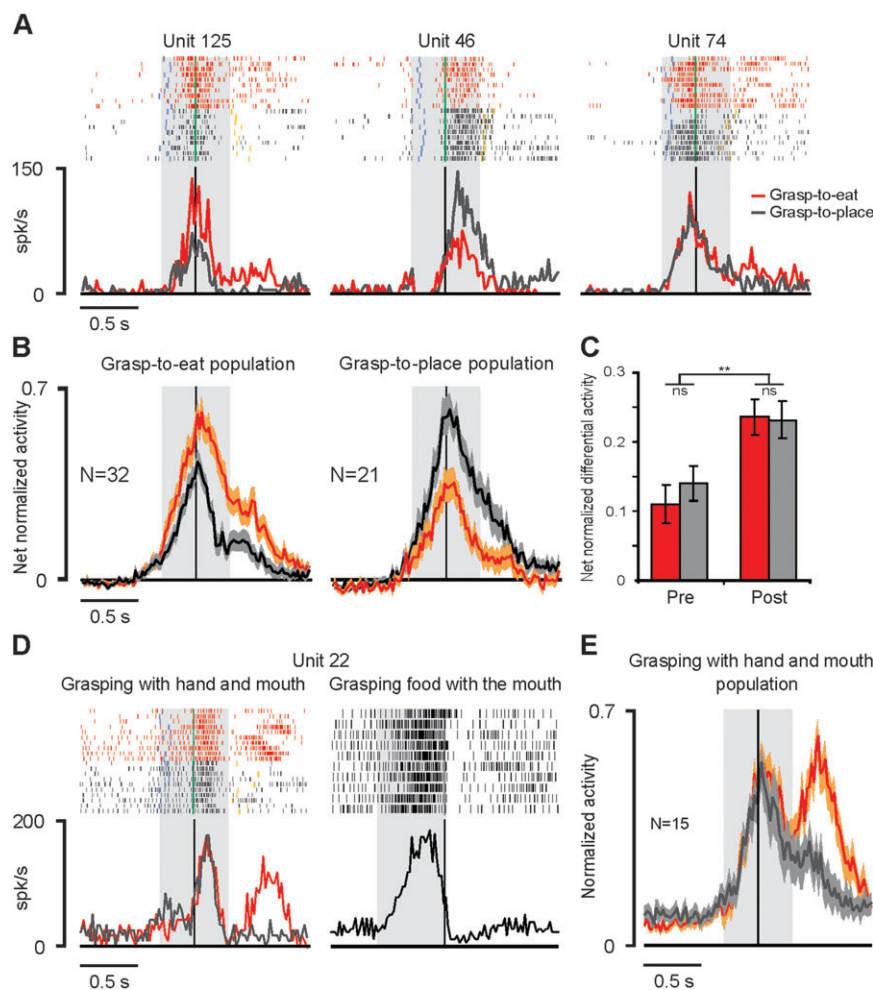 A
Unit 125
Unit 46
Unit 74
150
spk/s
0
0.5 s
Grasp-to-eat
Grasp-to-place
B
Grasp-to-eat population
Grasp-to-place population
0.7
Net normalized activity
N=32
N=21
0
0.5 s
C
0.3
**
ns
ns
Net normalized differential activity
0.2
0.1
0
Pre
Post
D
Unit 22
Grasping with hand and mouth
Grasping food with the mouth
200
spk/s
0
0.5 s
0.5 s
E
Grasping with hand and mouth
population
0.7
Normalized activity
N=15
0
0.5 s